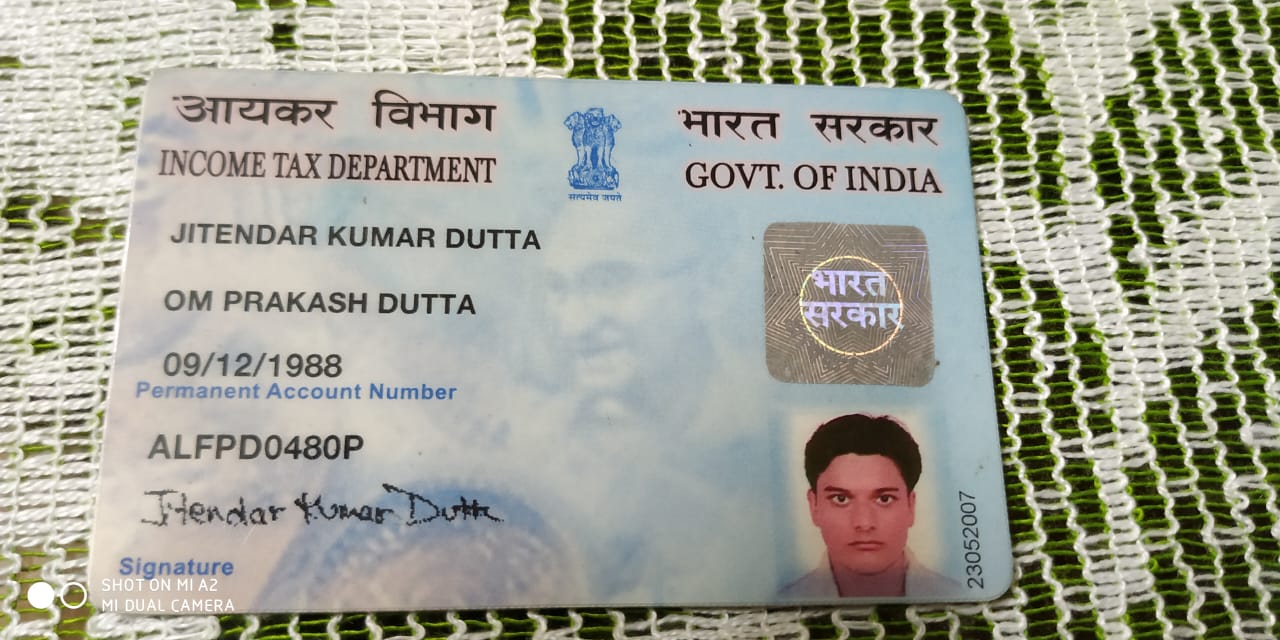 आयकर विभाग
INCOME TAX DEPARTMENT
सत्यमेव जयते
भारत सरकार
GOVT. OF INDIA
JITENDAR KUMAR DUTTA
OM PRAKASH DUTTA
09/12/1988
Permanent Account Number
ALFPD0480P
Jitendar Kumar Dutta
Signature
भारत
सरकार
23052007
SHOT ON MI A2
MI DUAL CAMERA